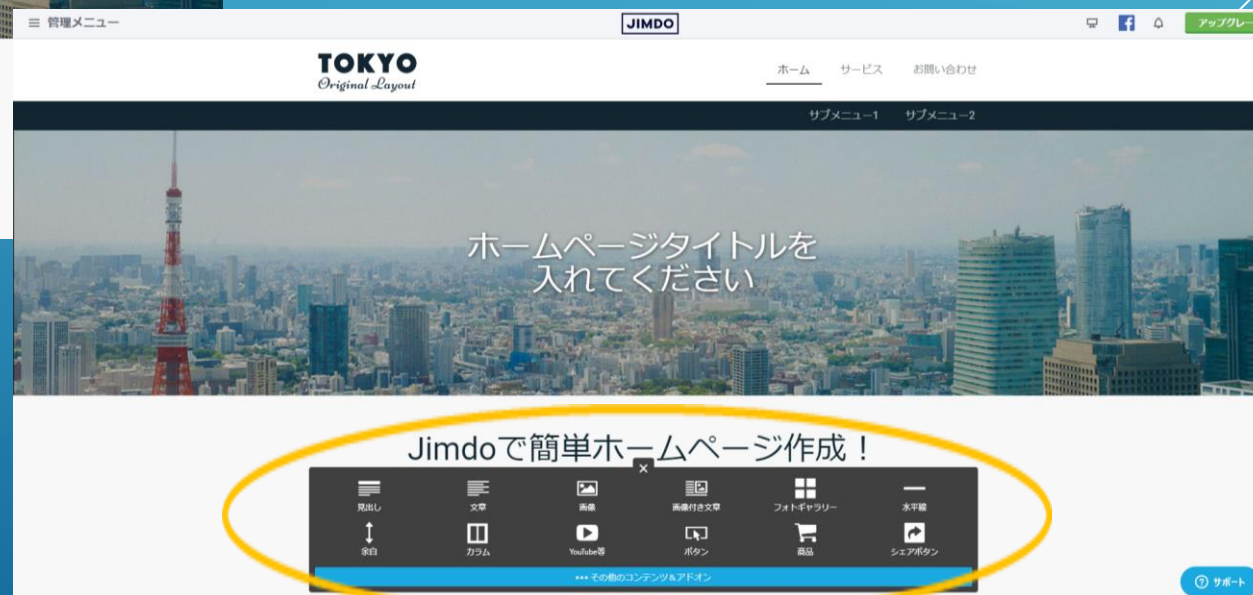 管理メニュー
JIMDO
アップグレー
TOKYO
Original Layout
ホーム サービス お問い合わせ
サブメニュー1 サブメニュー2
ホームページタイトルを
入れてください
Jimdoで簡単ホームページ作成！
見出し 文章 画像 画像付き文章 フォトギャラリー 水平線
余白 カラム YouTube等 ボタン 商品 シェアボタン
••• その他のコンテンツ&アドオン
サポート